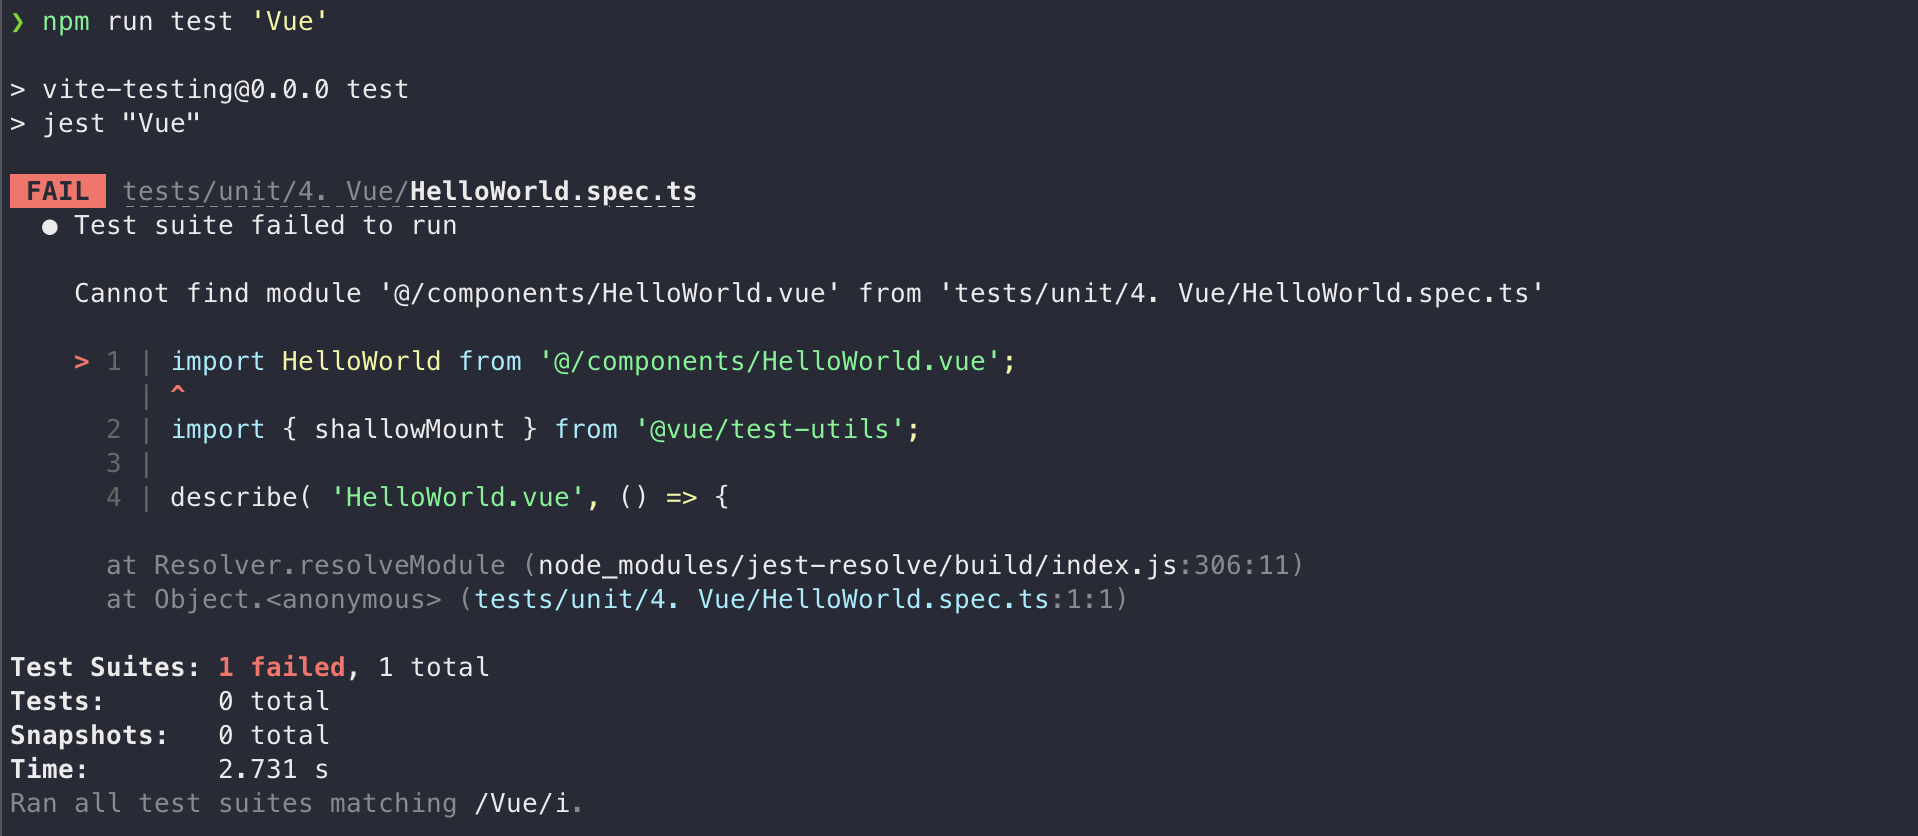 ❯ npm run test 'Vue'
> vite-testing@0.0.0 test
> jest "Vue"
FAIL tests/unit/4. Vue/HelloWorld.spec.ts
● Test suite failed to run
Cannot find module '@/components/HelloWorld.vue' from 'tests/unit/4. Vue/HelloWorld.spec.ts'
> 1 | import HelloWorld from '@/components/HelloWorld.vue';
| ^
2 | import { shallowMount } from '@vue/test-utils';
3 |
4 | describe( 'HelloWorld.vue', () => {
at Resolver.resolveModule (node_modules/jest-resolve/build/index.js:306:11)
at Object.<anonymous> (tests/unit/4. Vue/HelloWorld.spec.ts:1:1)
Test Suites: 1 failed, 1 total
Tests: 0 total
Snapshots: 0 total
Time: 2.731 s
Ran all test suites matching /Vue/i.